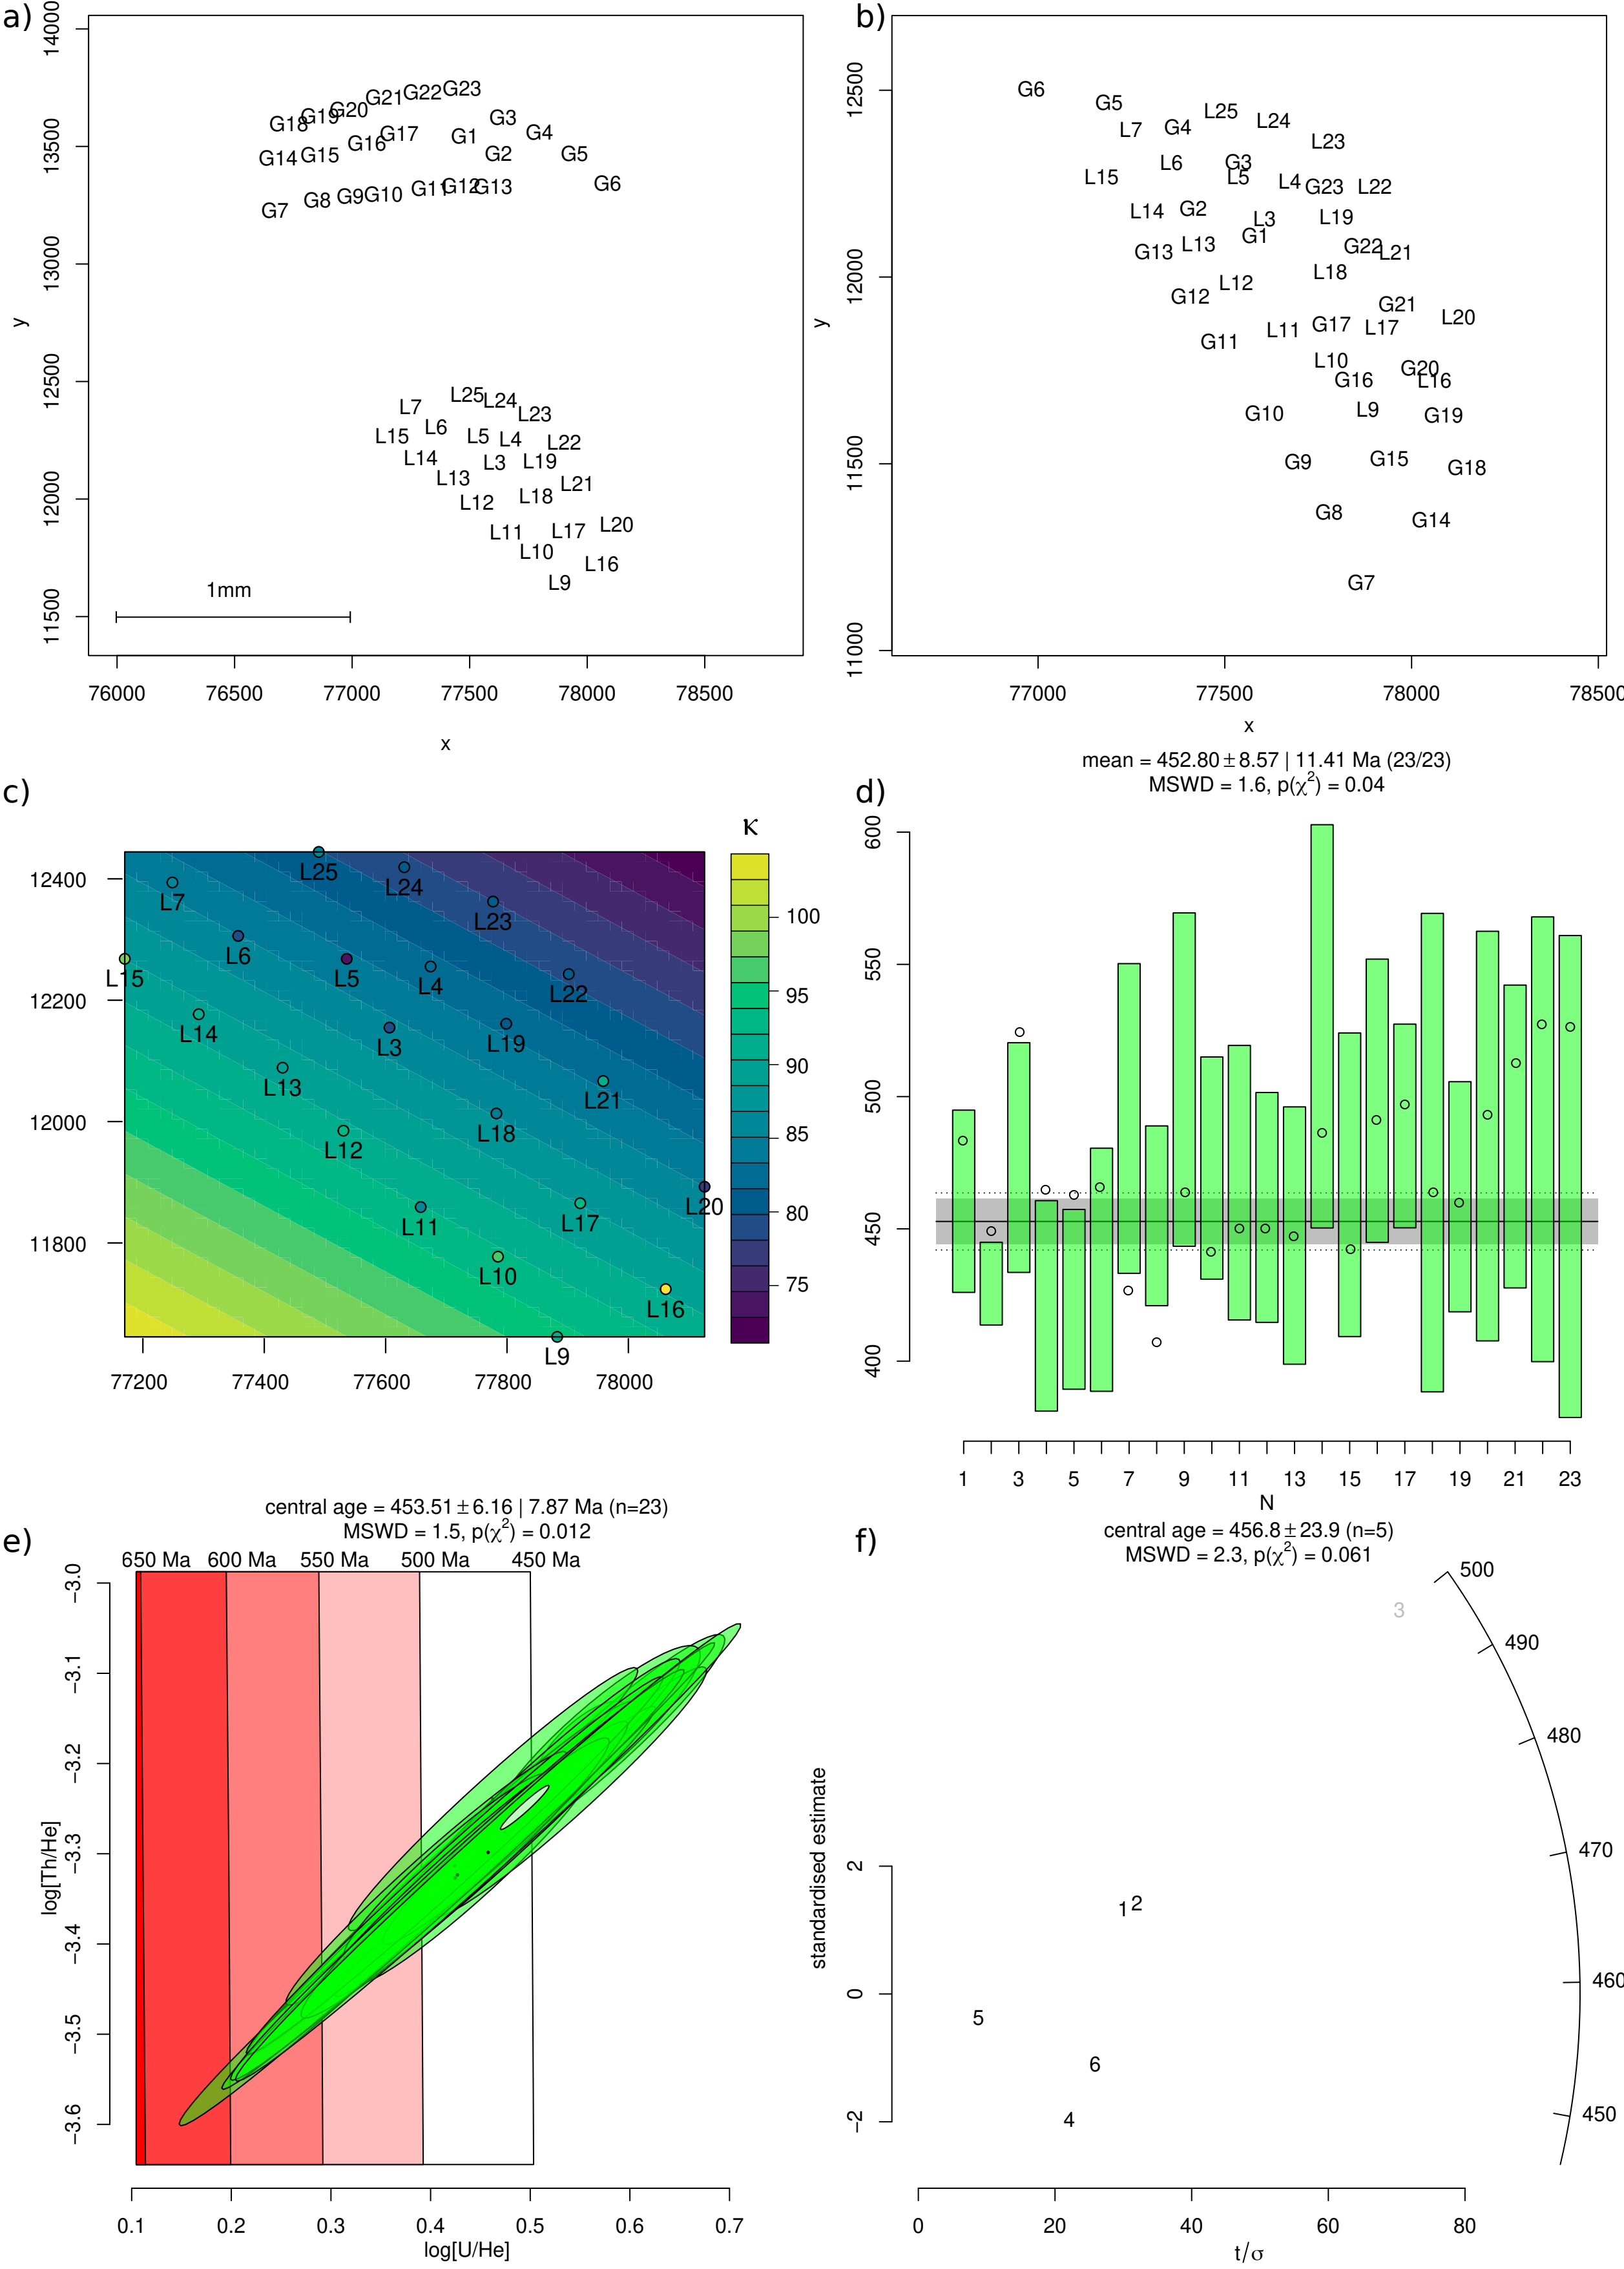 a)
14000
13500
13000
12500
12000
11500
y
G18
G19
G20
G21
G22
G23
G14
G15
G16
G17
G1
G3
G2
G4
G5
G6
G7
G8
G9
G10
G11
G12
G13
L7
L25
L24
L23
L15
L6
L5
L4
L22
L14
L13
L3
L19
L12
L18
L21
L11
L17
L20
L10
L16
L9
1mm
76000 76500 77000 77500 78000 78500
x
b)
12500
12000
11500
11000
y
G6
G5
L25
L24
L7
G4
L23
L6
G3
L15
L5
L4
G23
L22
L14
G2
L3
L19
G13
L13
G1
G22
L21
L18
G12
L12
G21
G11
L11
G17
L17
L20
L10
G16
G20
L16
G10
L9
G19
G9
G15
G18
G8
G14
G7
77000 77500 78000 78500
x
c)
12400
12200
12000
11800
L25
L24
L7
L23
L6
L5
L4
L22
L15
L14
L3
L19
L13
L21
L12
L18
L11
L17
L20
L10
L16
L9
77200 77400 77600 77800 78000
κ
100
95
90
85
80
75
d)
mean = 452.80±8.57 | 11.41 Ma (23/23)
MSWD = 1.6, p(χ²) = 0.04
600
550
500
450
400
1 3 5 7 9 11 13 15 17 19 21 23
N
e)
central age = 453.51±6.16 | 7.87 Ma (n=23)
MSWD = 1.5, p(χ²) = 0.012
650 Ma 600 Ma 550 Ma 500 Ma 450 Ma
−3.0
−3.1
−3.2
−3.3
−3.4
−3.5
−3.6
log[Th/He]
0.1 0.2 0.3 0.4 0.5 0.6 0.7
log[U/He]
f)
central age = 456.8±23.9 (n=5)
MSWD = 2.3, p(χ²) = 0.061
500
490
480
470
460
450
3
1
2
5
6
4
2
0
−2
standardised estimate
0 20 40 60 80
t/σ